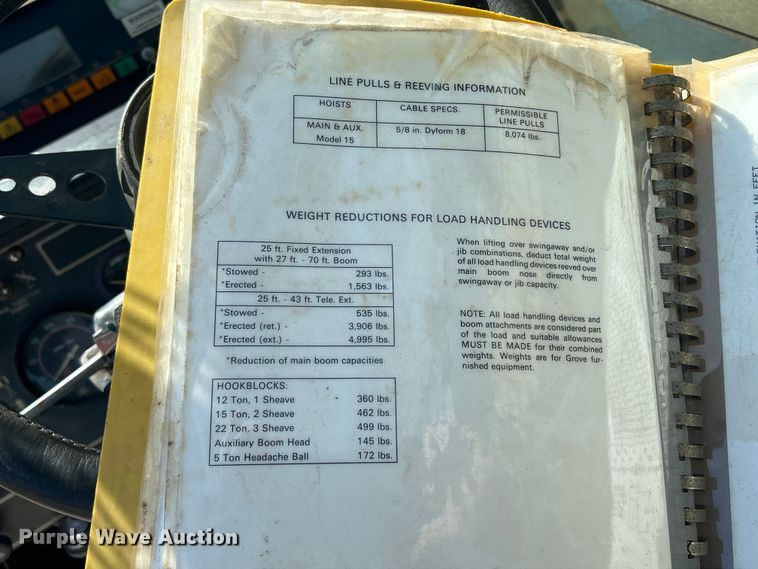 LINE PULLS & REEVING INFORMATION
HOISTS CABLE SPECS. PERMISSIBLE LINE PULLS
MAIN & AUX. Model 15 5/8 in. Dyform 18 8,074 lbs.
WEIGHT REDUCTIONS FOR LOAD HANDLING DEVICES
25 ft. Fixed Extension
with 27 ft. - 70 ft. Boom
*Stowed - 293 lbs.
*Erected - 1,563 lbs.
25 ft. - 43 ft. Tele. Ext.
*Stowed - 535 lbs.
*Erected (ret.) - 3,906 lbs.
*Erected (ext.) - 4,995 lbs.
*Reduction of main boom capacities
HOOKBLOCKS:
12 Ton, 1 Sheave 360 lbs.
15 Ton, 2 Sheave 462 lbs.
22 Ton, 3 Sheave 499 lbs.
Auxiliary Boom Head 145 lbs.
5 Ton Headache Ball 172 lbs.
When lifting over swingaway and/or
jib combinations, deduct total weight
of all load handling devices reeved over
main boom nose directly from
swingaway or jib capacity.
NOTE: All load handling devices and
boom attachments are considered part
of the load and suitable allowances
MUST BE MADE for their combined
weights. Weights are for Grove fur-
nished equipment.
IN FEET
Purple Wave Auction